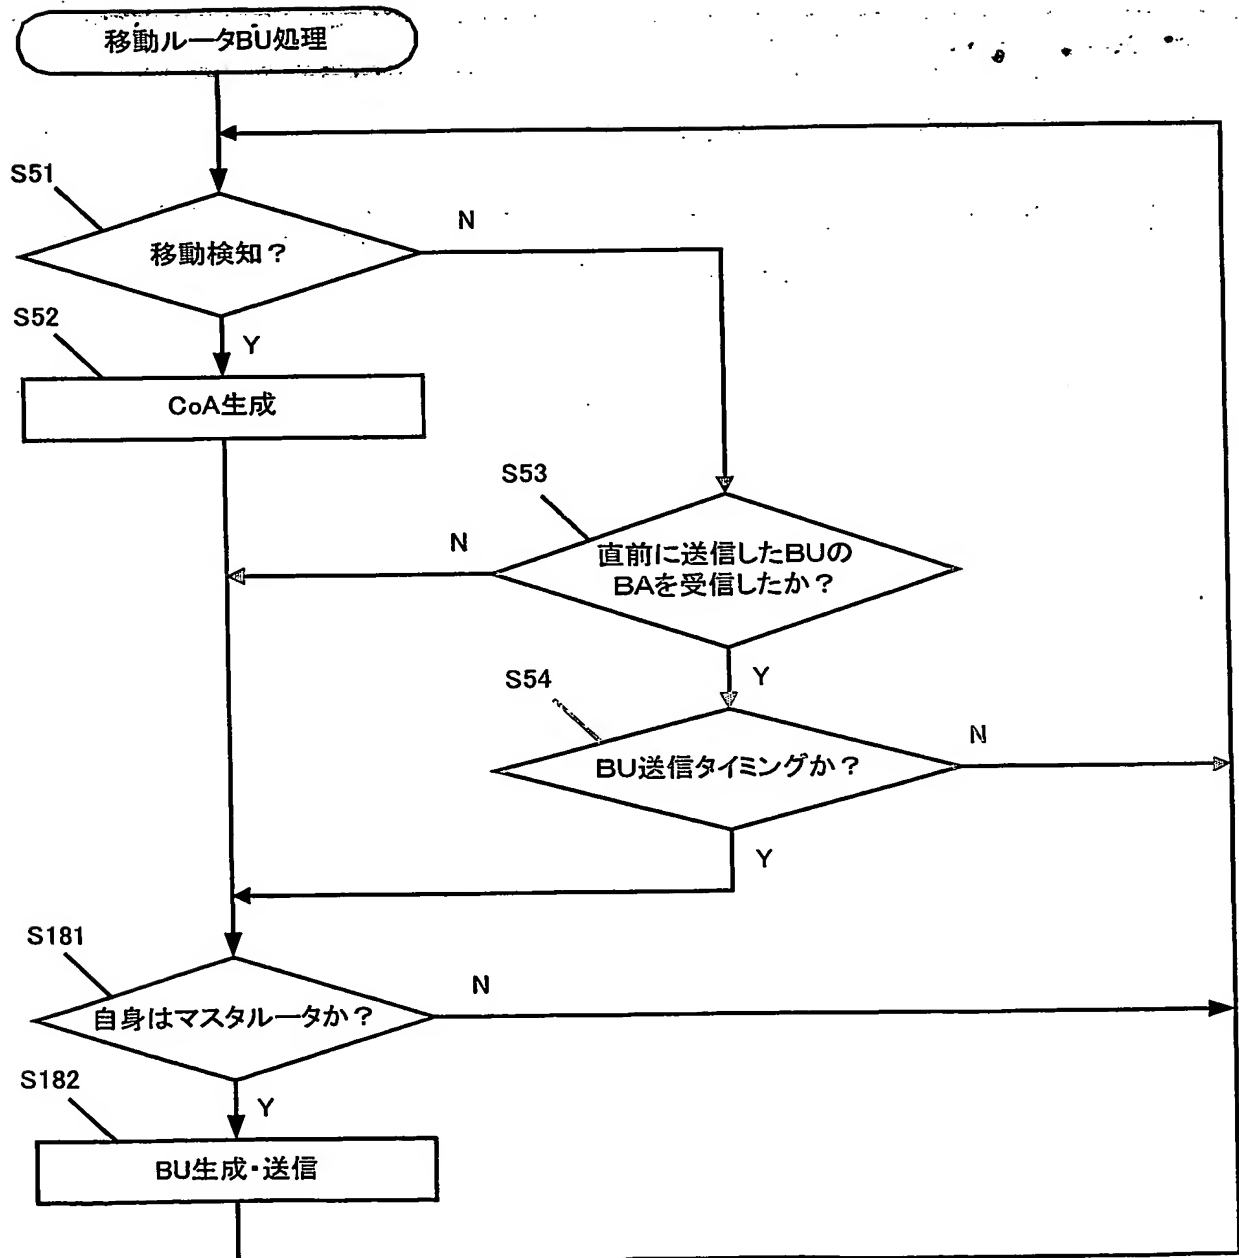 移動ルータBU処理
S51
移動検知？
N
S52
Y
CoA生成
S53
N
直前に送信したBUの
BAを受信したか？
Y
S54
BU送信タイミングか？
N
Y
S181
自身はマスタルータか？
N
S182
Y
BU生成・送信